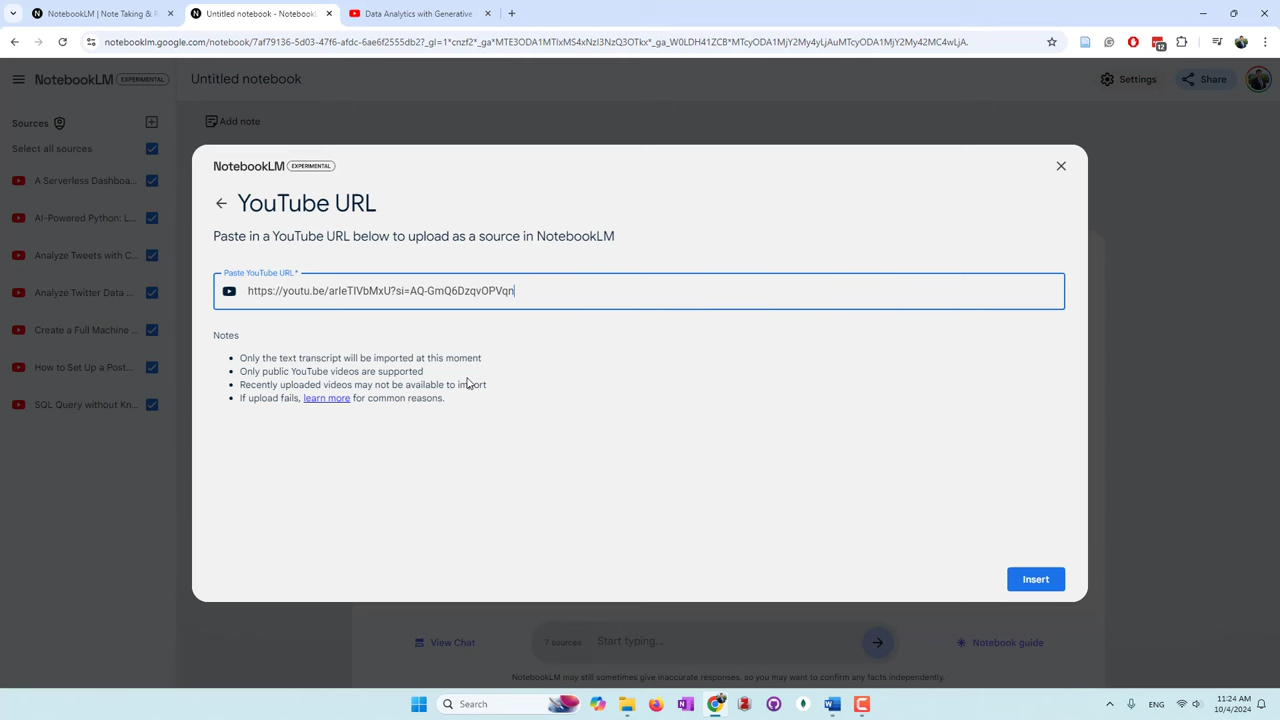 NotebookLM | Note Taking & R
Untitled notebook - NotebookL
Data Analytics with Generative
notebooklm.google.com/notebook/7af79136-5d03-47f6-afdc-6ae6f2555db2?_gl=1*cnzf2*_ga*MTE3ODA1MTIxMS4xNzI3NzQ3OTkx*_ga_W0LDH41ZCB*MTcyODA1MjY2My4yLjAuMTcyODA1MjY2My42MC4wLjA.
12
NotebookLM EXPERIMENTAL
Untitled notebook
Settings
Share
Sources
Add note
Select all sources
A Serverless Dashboa...
AI-Powered Python: L...
Analyze Tweets with C...
Analyze Twitter Data ...
Create a Full Machine ...
How to Set Up a Post...
SQL Query without Kn...
NotebookLM EXPERIMENTAL
YouTube URL
Paste in a YouTube URL below to upload as a source in NotebookLM
Paste YouTube URL*
https://youtu.be/arIeTIVbMxU?si=AQ-GmQ6DzqvOPVqn
Notes
Only the text transcript will be imported at this moment
Only public YouTube videos are supported
Recently uploaded videos may not be available to import
If upload fails, learn more for common reasons.
Insert
View Chat
7 sources
Start typing...
Notebook guide
NotebookLM may still sometimes give inaccurate responses, so you may want to confirm any facts independently.
Search
ENG
11:24 AM
10/4/2024